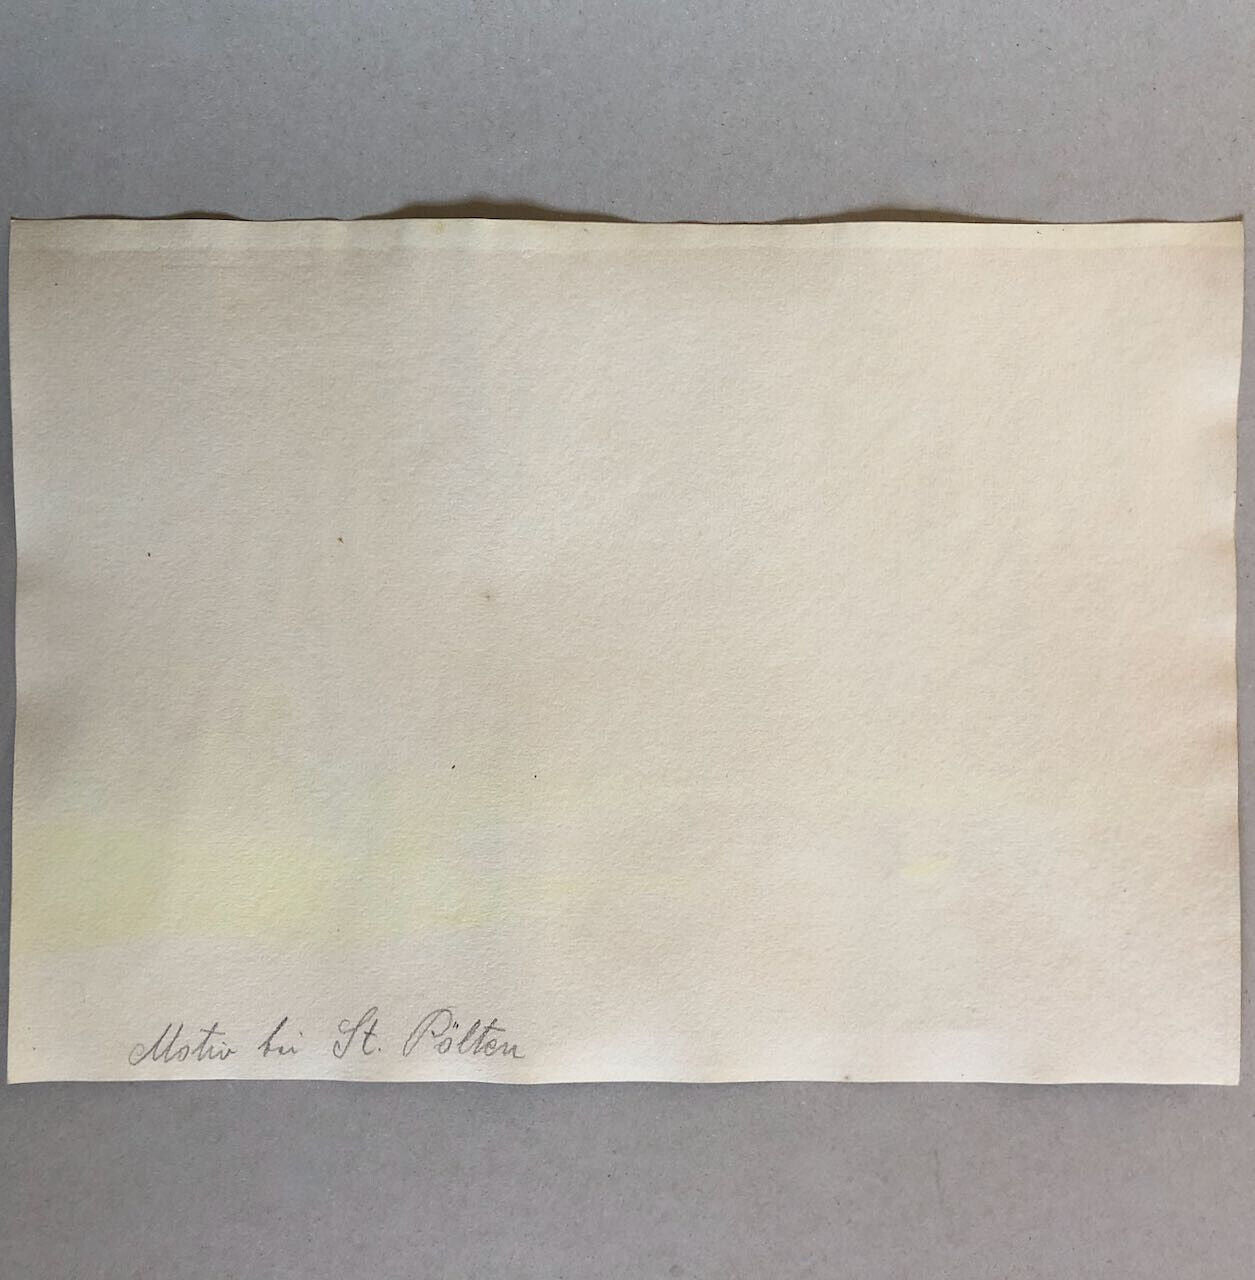 Motiv bei St. Pölten